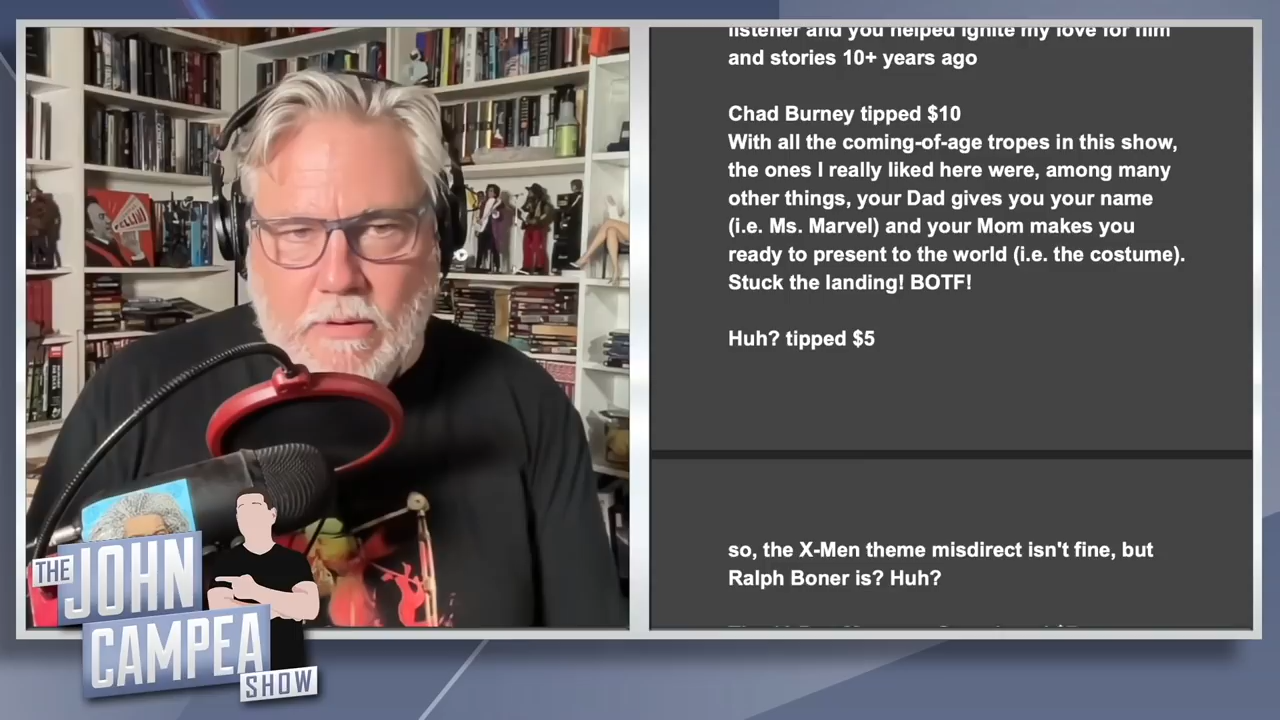 listener and you helped ignite my love for film
and stories 10+ years ago
Chad Burney tipped $10
With all the coming-of-age tropes in this show,
the ones I really liked here were, among many
other things, your Dad gives you your name
(i.e. Ms. Marvel) and your Mom makes you
ready to present to the world (i.e. the costume).
Stuck the landing! BOTF!
Huh? tipped $5
so, the X-Men theme misdirect isn't fine, but
Ralph Boner is? Huh?
FELLINI
THE
JOHN
CAMPEA
SHOW